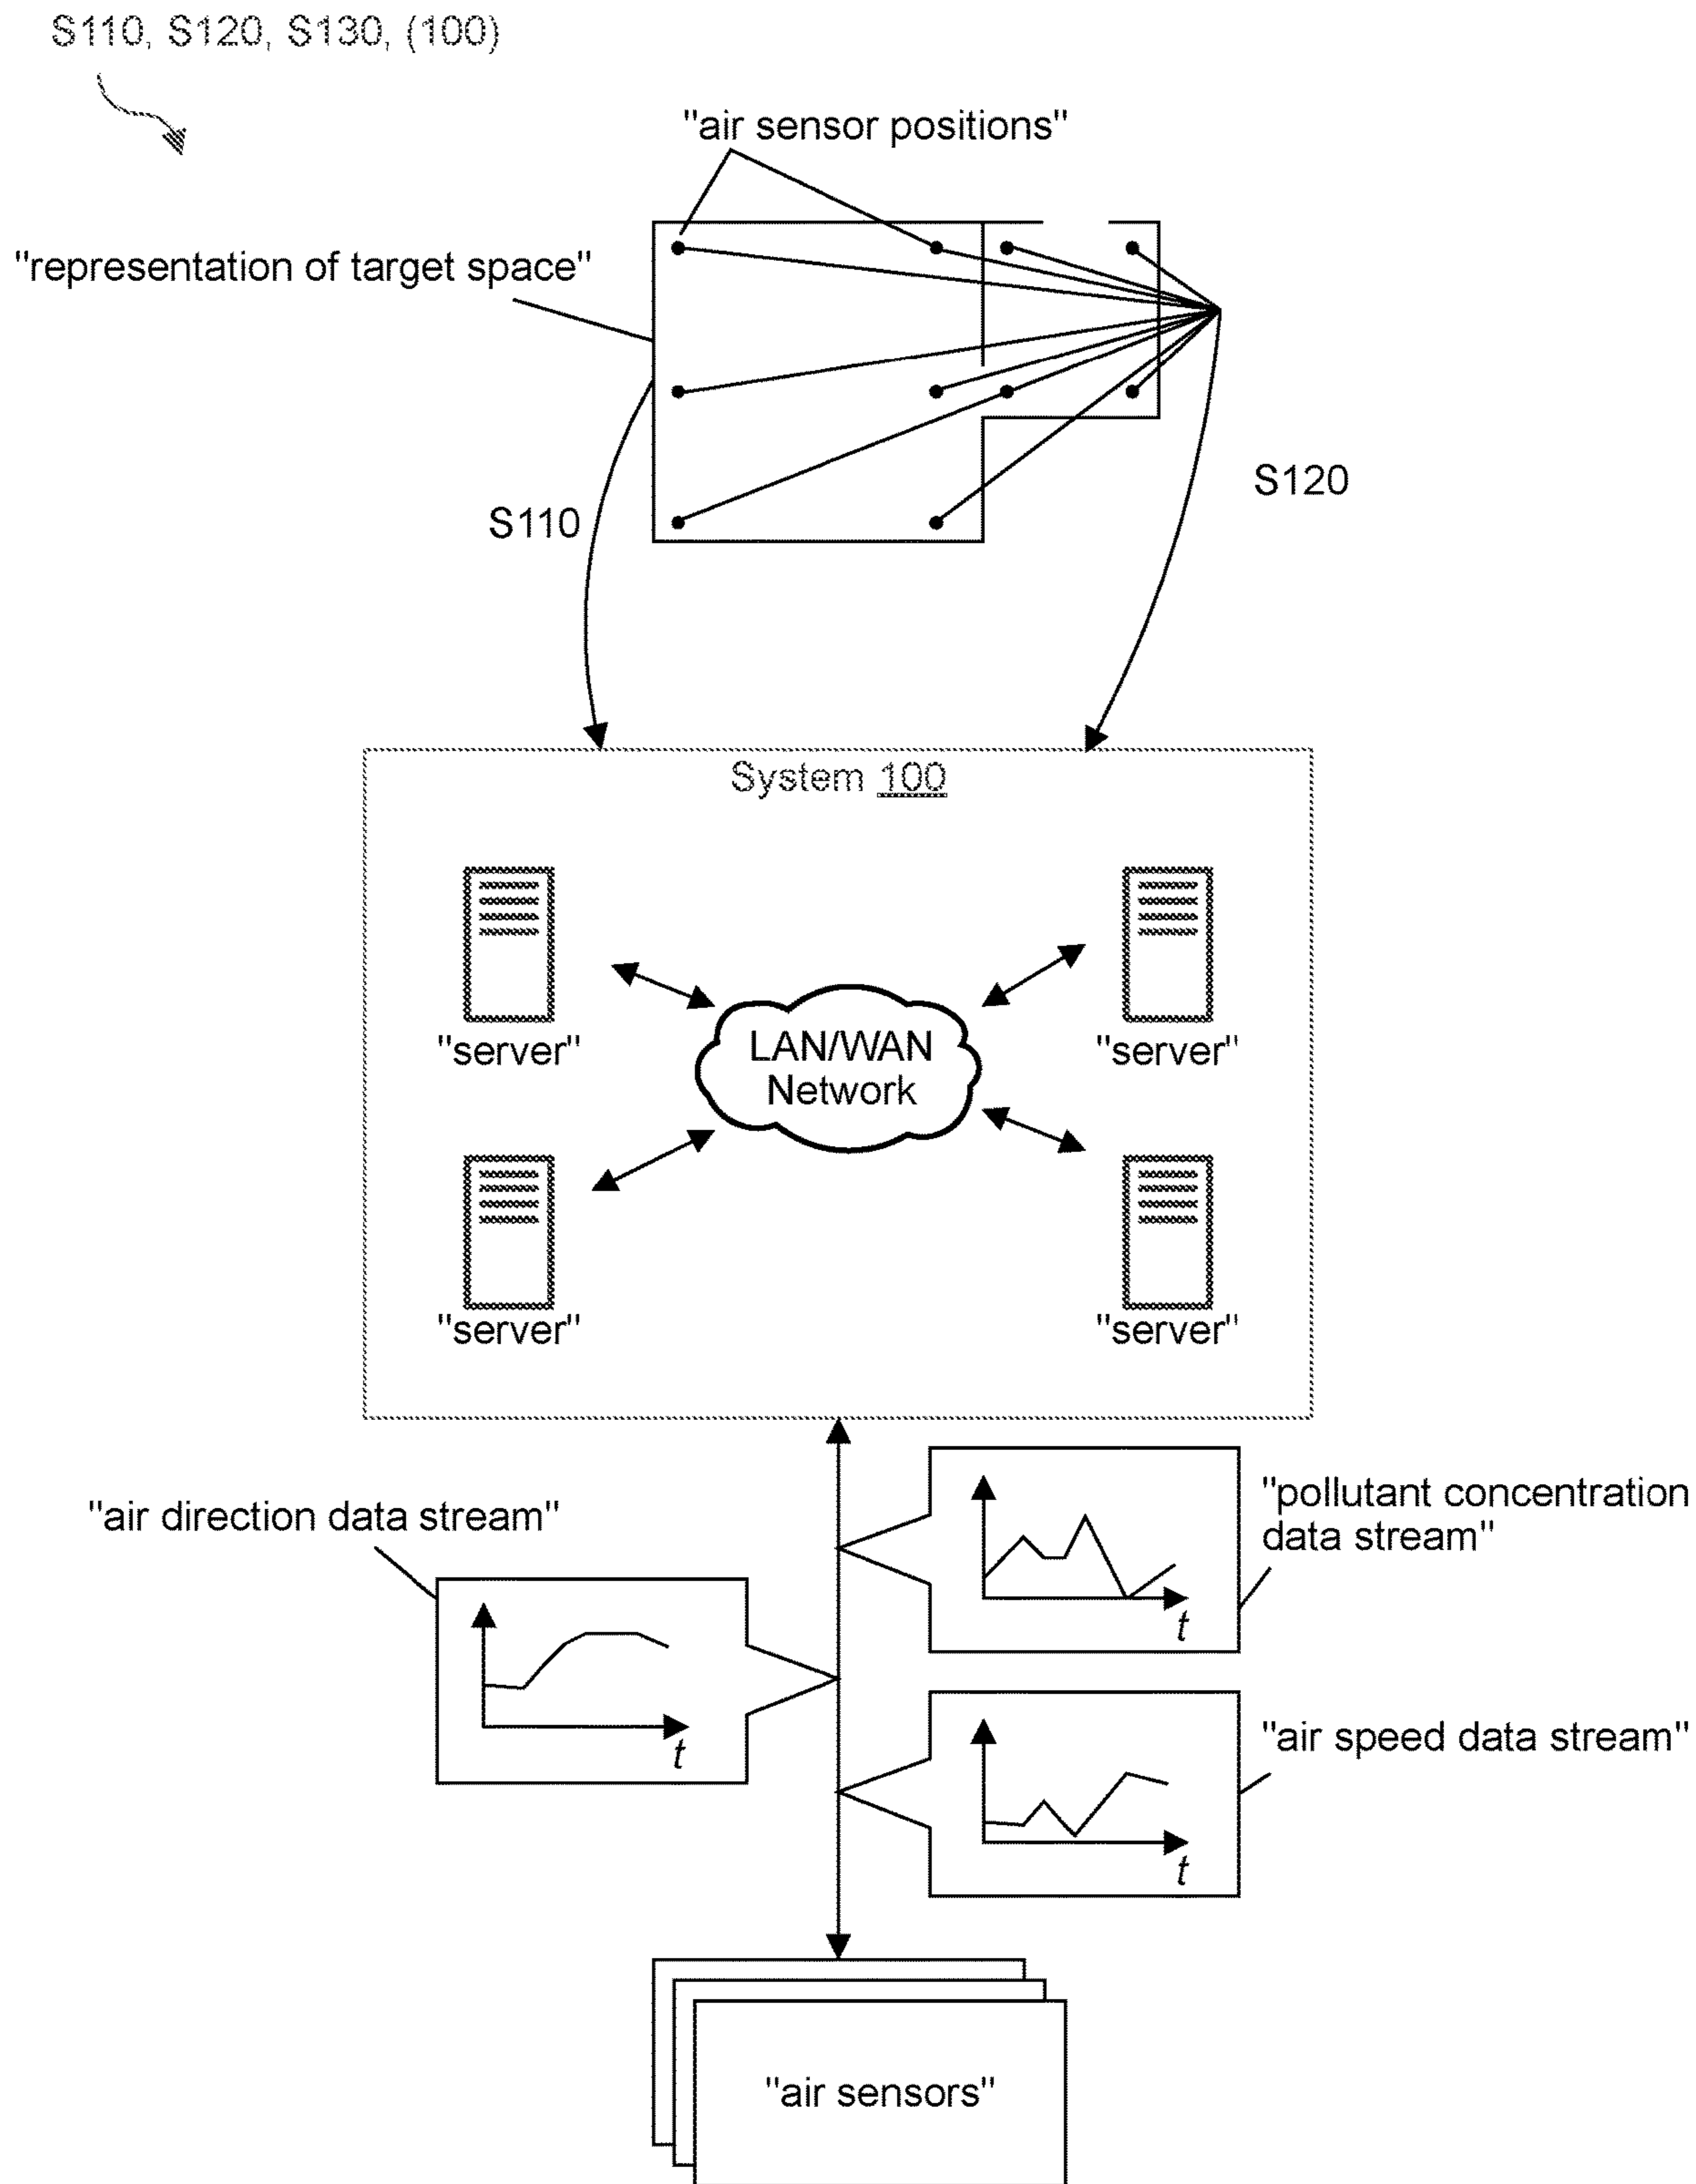 S110, S120, S130, (100)
"air sensor positions"
"representation of target space"
S120
S110
System 100
"server"
"server"
LAN/WAN
Network
"server"
"server"
"pollutant concentration
data stream"
"air direction data stream"
t
t
"air speed data stream"
t
"air sensors"